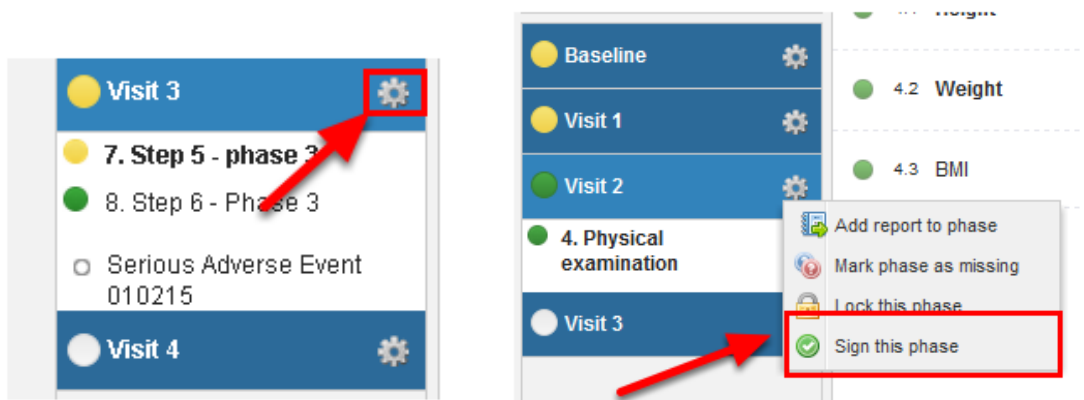 Visit 3
7. Step 5 - phase 3
8. Step 6 - Phase 3
Serious Adverse Event
010215
Visit 4
Baseline
Visit 1
Visit 2
4. Physical
examination
Visit 3
4.2 Weight
4.3 BMI
Add report to phase
Mark phase as missing
Lock this phase
Sign this phase